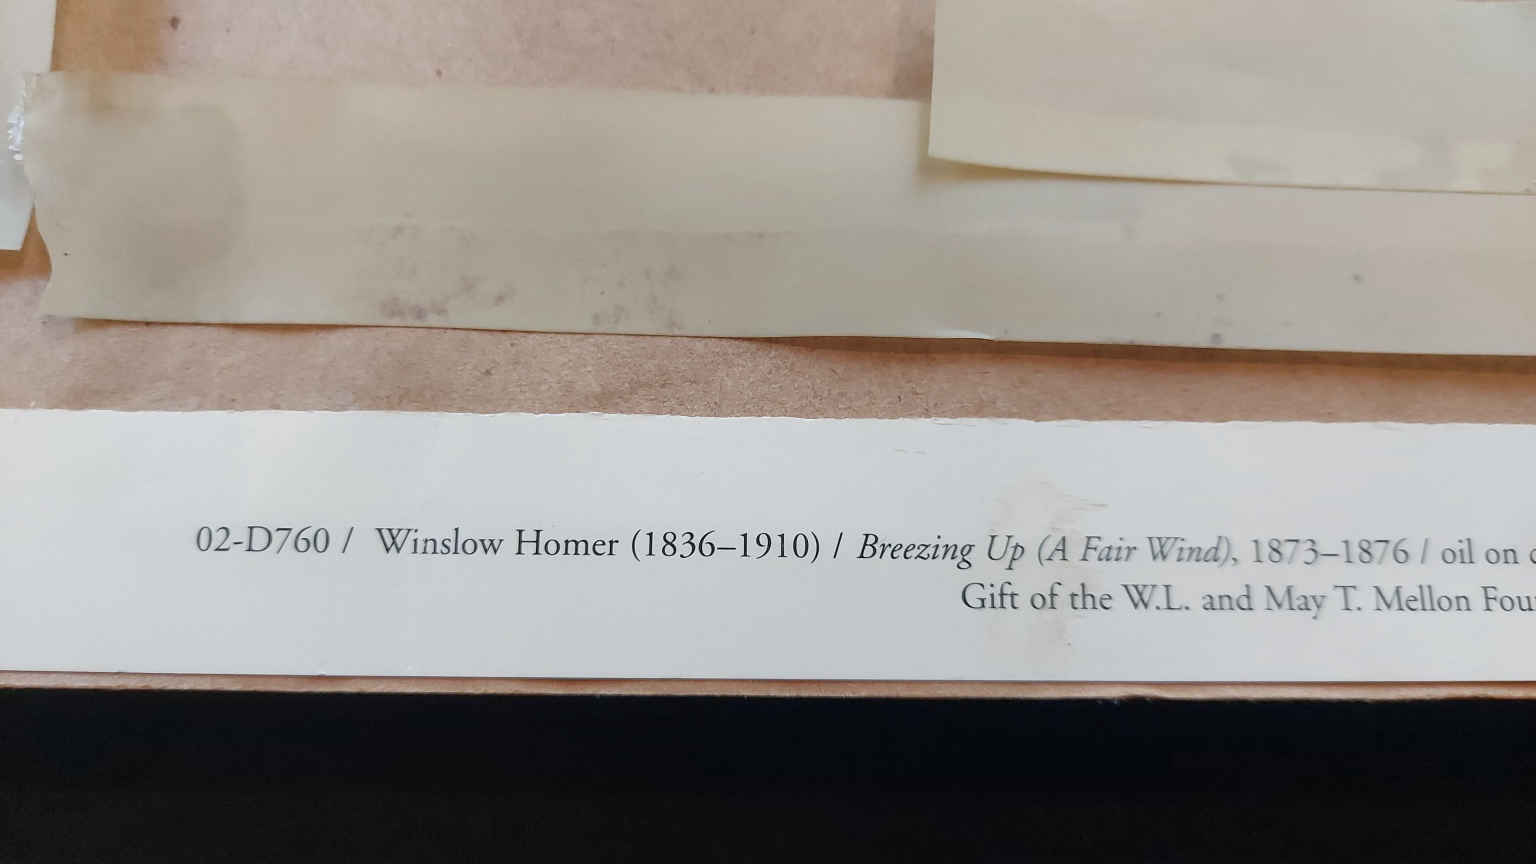 02-D760 / Winslow Homer (1836–1910) / Breezing Up (A Fair Wind), 1873–1876 / oil on
Gift of the W.L. and May T. Mellon